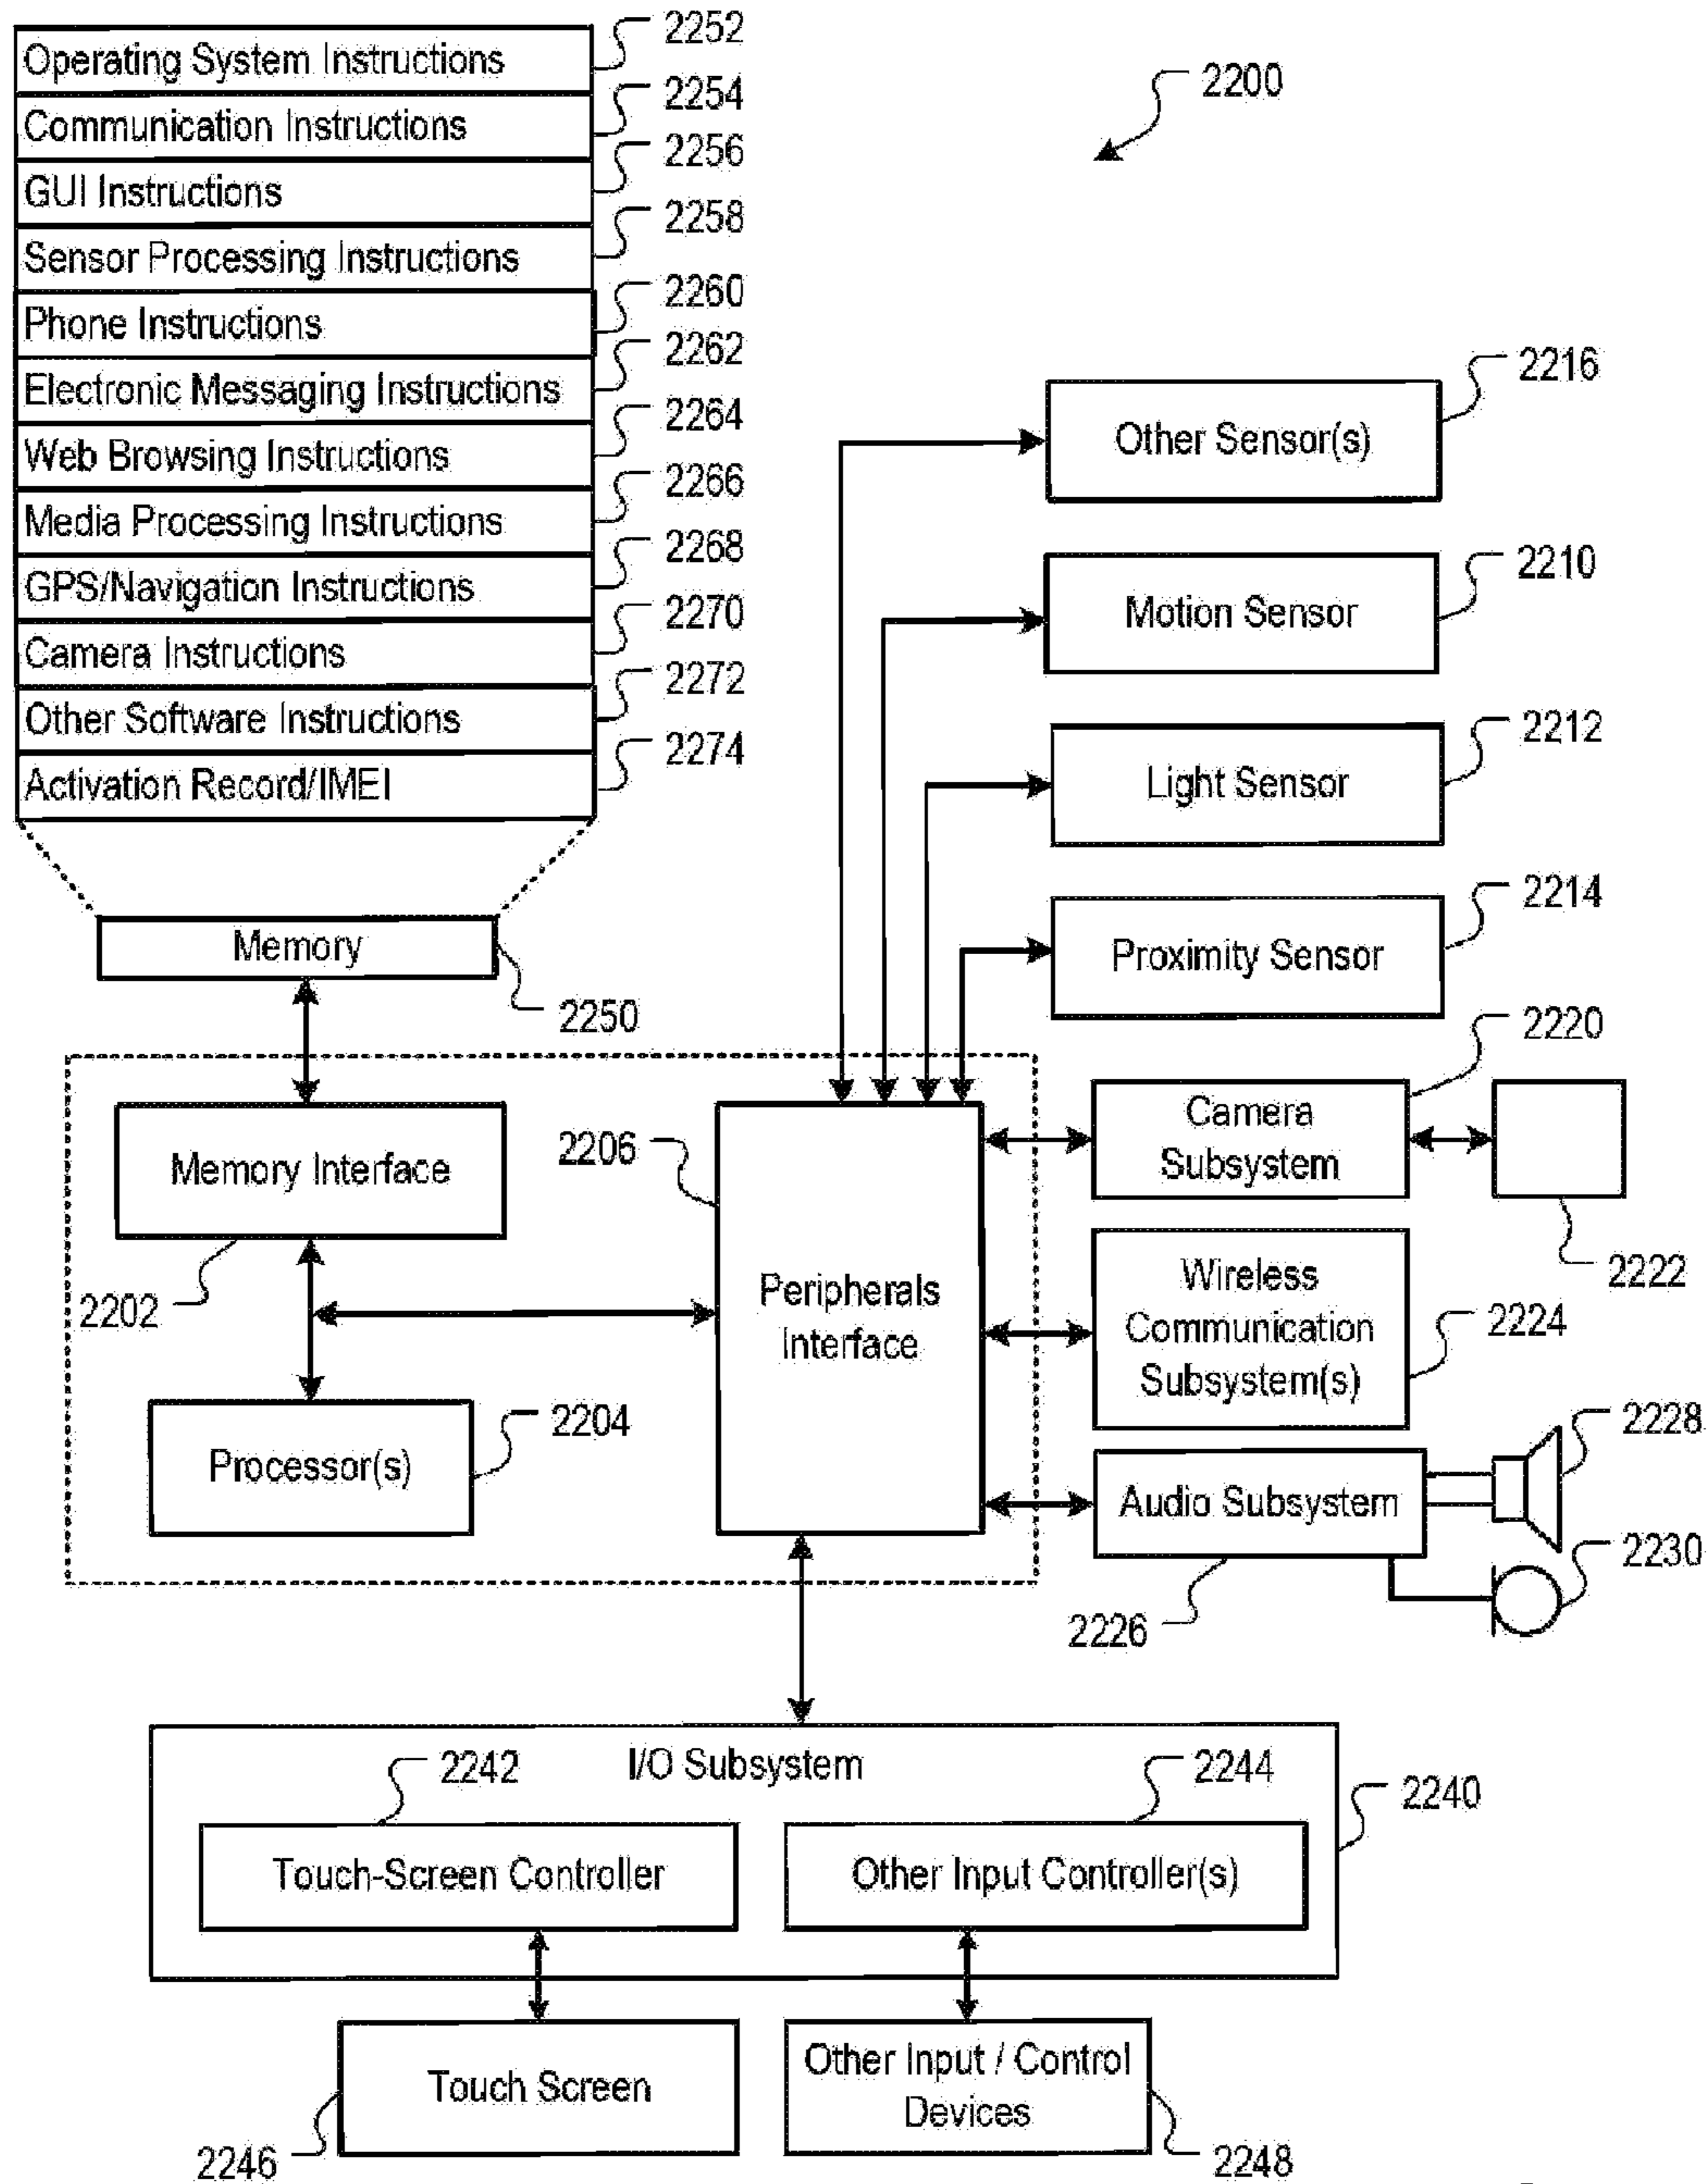 2252
Operating System Instructions
2254
Communication Instructions
2256
GUI Instructions
2258
Sensor Processing Instructions
2260
Phone Instructions
2262
Electronic Messaging Instructions
2264
Web Browsing Instructions
2266
Media Processing Instructions
2268
GPS/Navigation Instructions
2270
Camera Instructions
2272
Other Software Instructions
2274
Activation Record/IMEI
2200
Memory
2250
2216
Other Sensor(s)
2210
Motion Sensor
2212
Light Sensor
2214
Proximity Sensor
2220
Camera
Subsystem
2222
Memory Interface
2202
2206
Peripherals
Interface
Wireless
Communication
Subsystem(s)
2224
Processor(s)
2204
Audio Subsystem
2228
2230
2226
I/O Subsystem
2242
2244
2240
Touch-Screen Controller
Other Input Controller(s)
Touch Screen
Other Input / Control
Devices
2246
2248